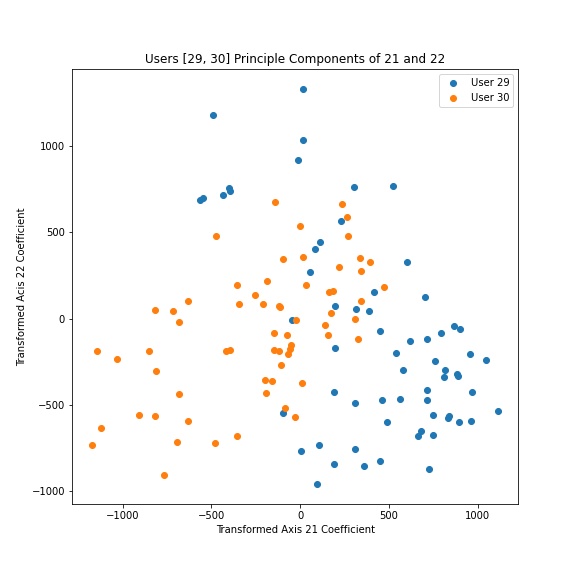 Users [29, 30] Principle Components of 21 and 22
User 29
User 30
Transformed Acis 22 Coefficient
1000
500
0
−500
−1000
−1000
−500
0
500
1000
Transformed Axis 21 Coefficient